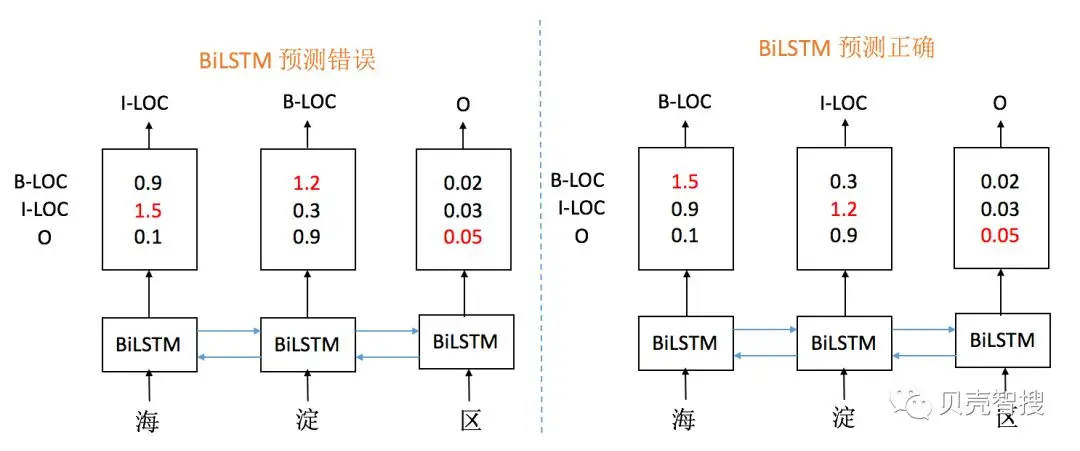 BiLSTM 预测错误
I-LOC B-LOC O
B-LOC 0.9 1.2 0.02
I-LOC 1.5 0.3 0.03
O 0.1 0.9 0.05
BiLSTM BiLSTM BiLSTM
海 淀 区
BiLSTM 预测正确
B-LOC I-LOC O
B-LOC 1.5 0.3 0.02
I-LOC 0.9 1.2 0.03
O 0.1 0.9 0.05
BiLSTM BiLSTM BiLSTM
海 淀 区
贝壳智搜